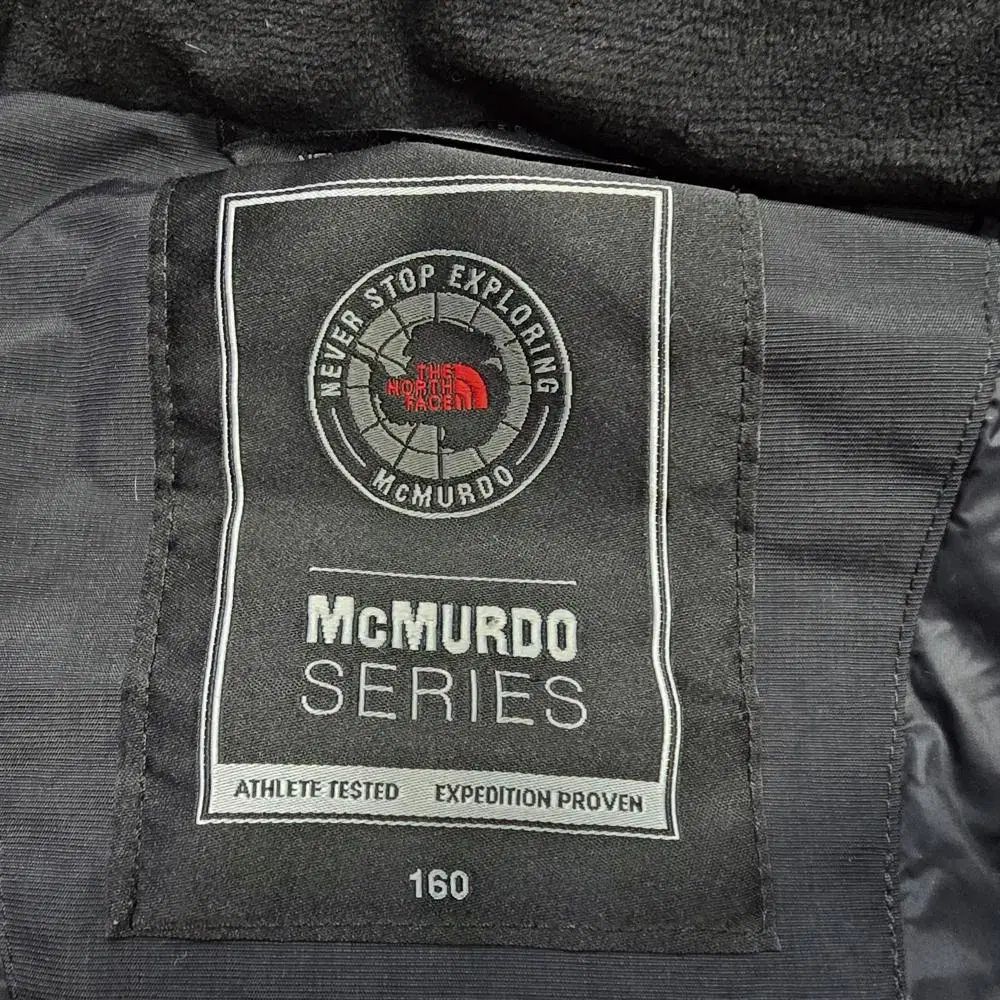 NEVER STOP EXPLORING
THE
NORTH
FACE
McMURDO
McMURDO
SERIES
ATHLETE TESTED EXPEDITION PROVEN
160